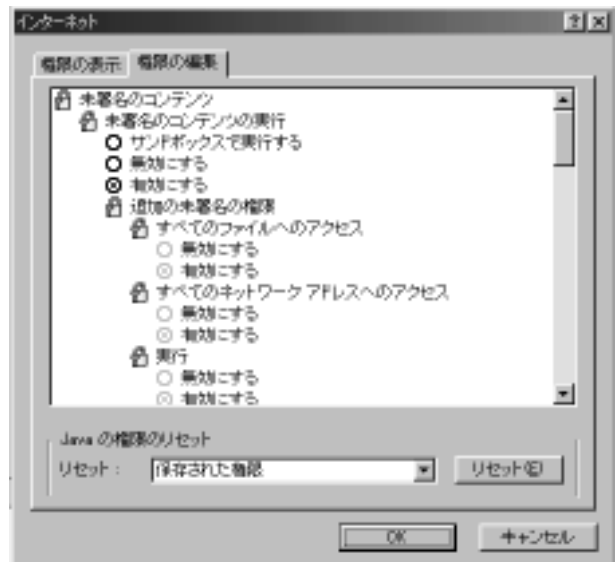 インターネット
権限の表示 権限の編集
未署名のコンテンツ
未署名のコンテンツの実行
サンドボックスで実行する
無効にする
有効にする
追加の未署名の権限
すべてのファイルへのアクセス
無効にする
有効にする
すべてのネットワーク アドレスへのアクセス
無効にする
有効にする
実行
無効にする
有効にする
Java の権限のリセット
リセット： 保存された権限 リセット(E)
OK キャンセル